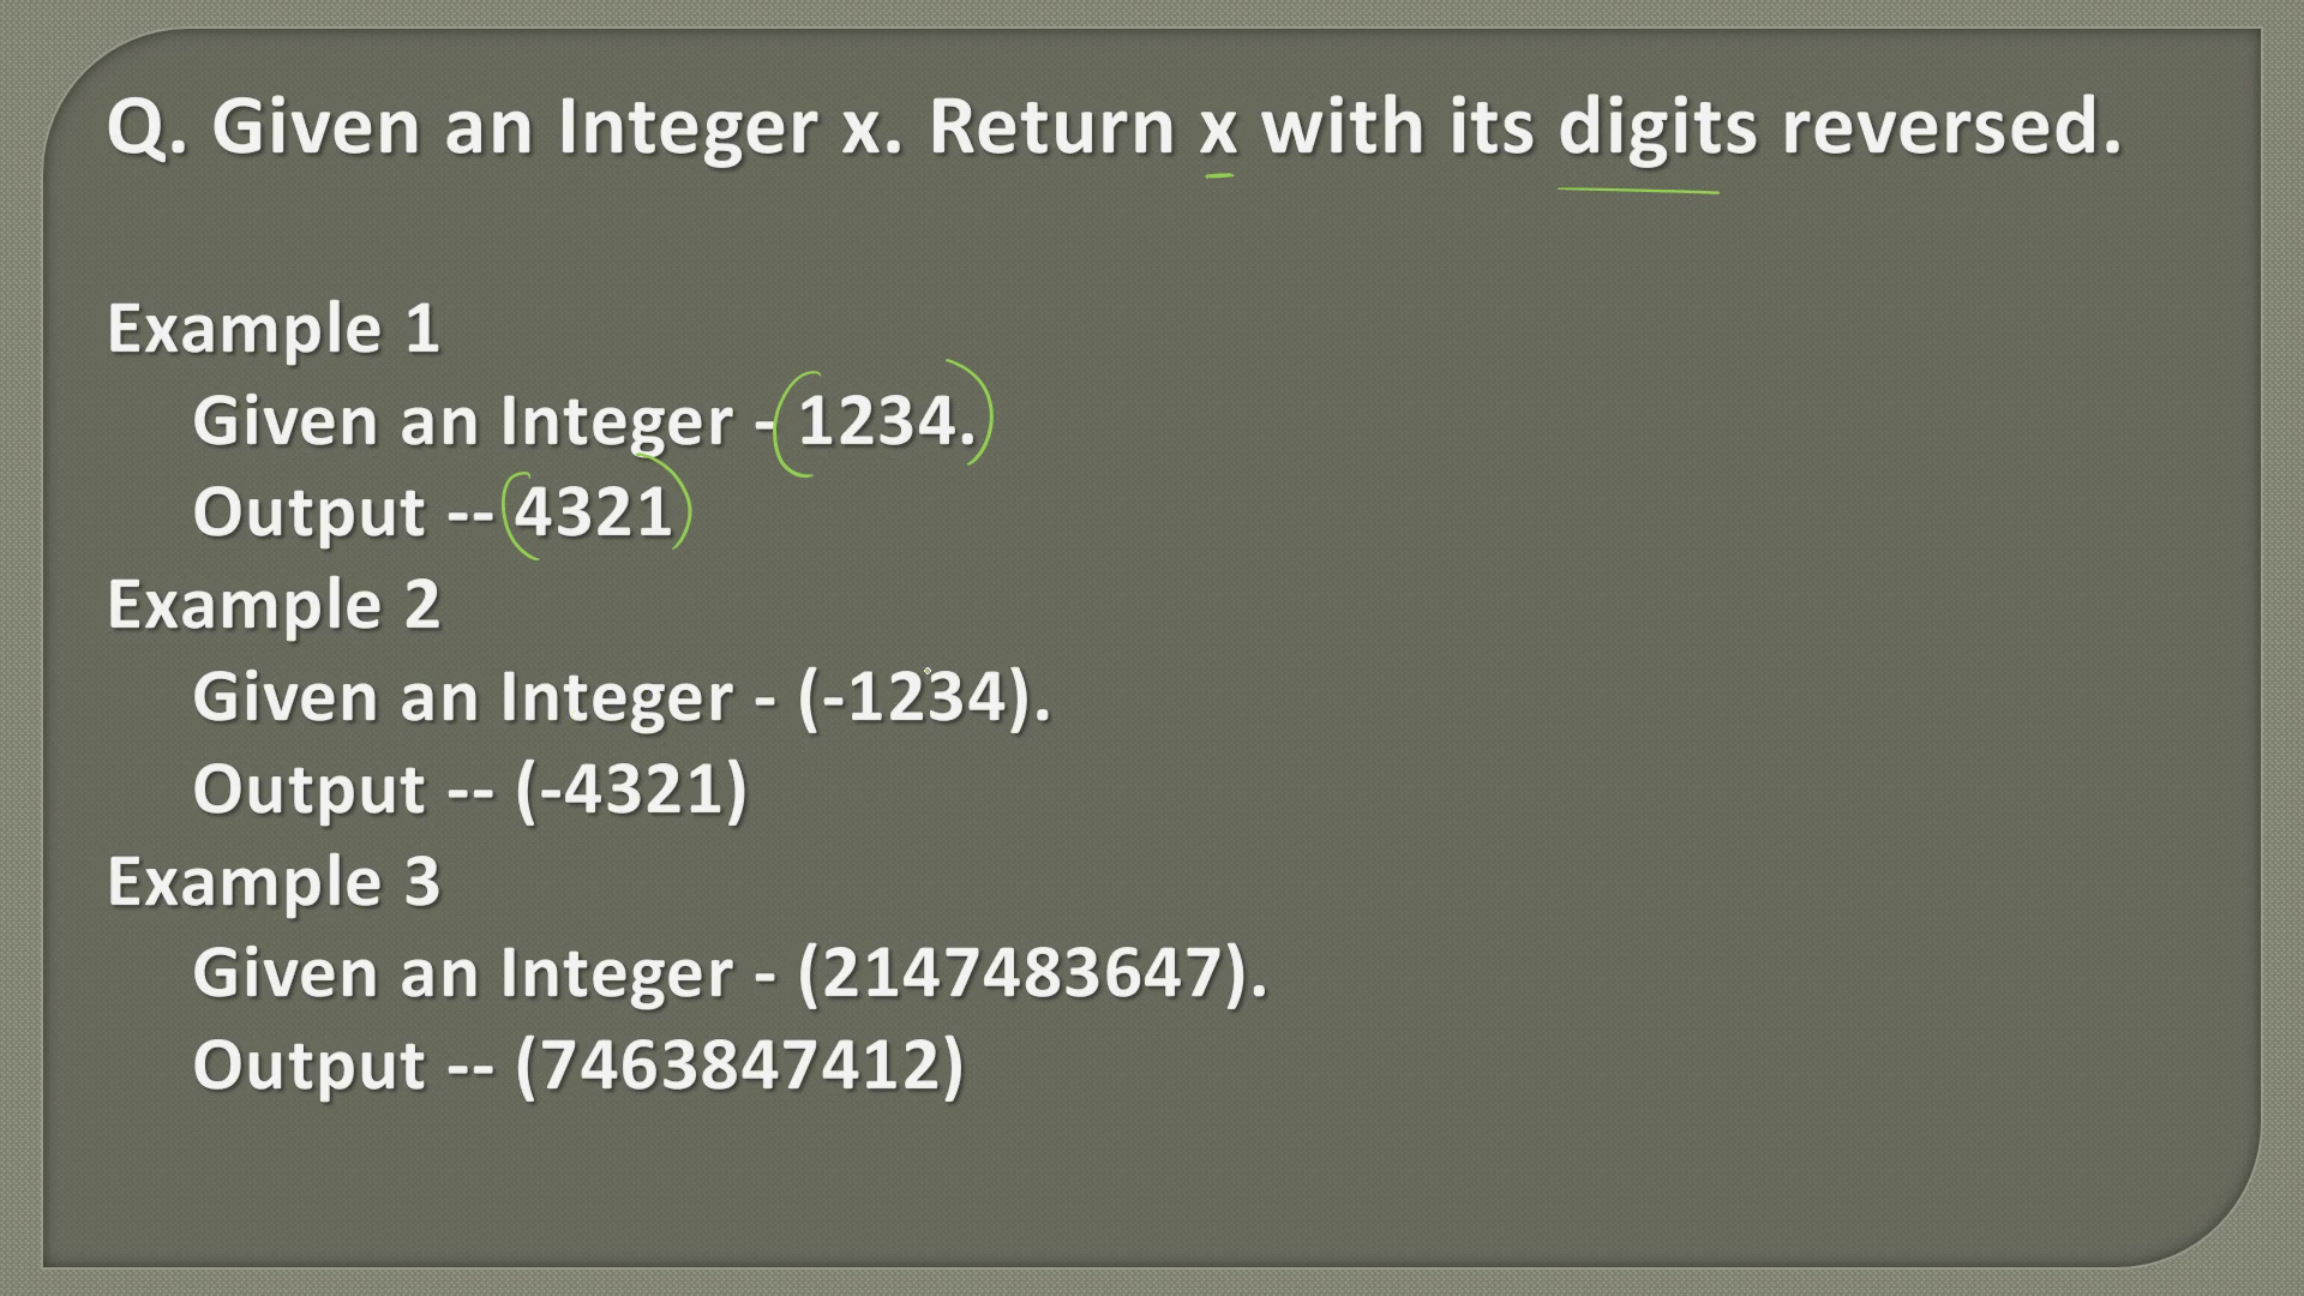 Q. Given an Integer x. Return x with its digits reversed.
Example 1
Given an Integer - 1234.
Output -- 4321
Example 2
Given an Integer - (-1234).
Output -- (-4321)
Example 3
Given an Integer - (2147483647).
Output -- (7463847412)